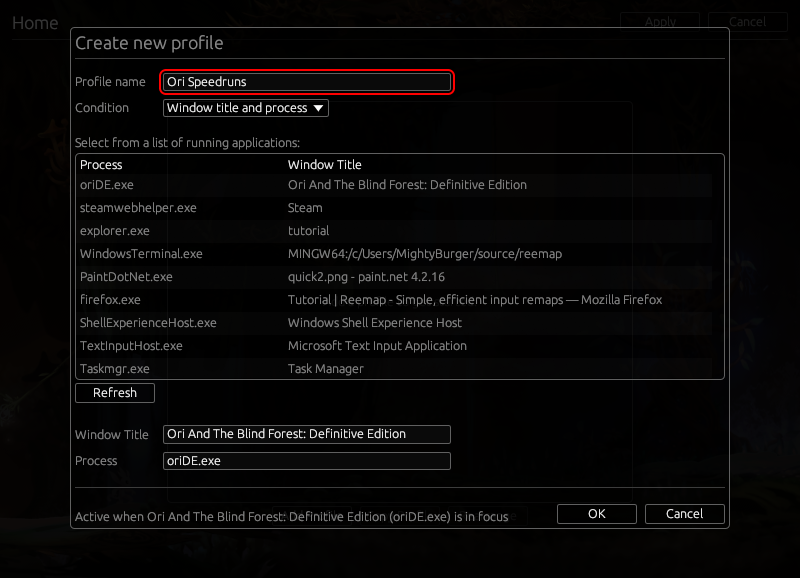 Home
Apply
Cancel
Create new profile
Profile name
Ori Speedruns
Condition
Window title and process
Select from a list of running applications:
Process Window Title
oriDE.exe Ori And The Blind Forest: Definitive Edition
steamwebhelper.exe Steam
explorer.exe tutorial
WindowsTerminal.exe MINGW64:/c/Users/MightyBurger/source/reemap
PaintDotNet.exe quick2.png - paint.net 4.2.16
firefox.exe Tutorial | Reemap - Simple, efficient input remaps — Mozilla Firefox
ShellExperienceHost.exe Windows Shell Experience Host
TextInputHost.exe Microsoft Text Input Application
Taskmgr.exe Task Manager
Refresh
Window Title Ori And The Blind Forest: Definitive Edition
Process oriDE.exe
Active when Ori And The Blind Forest: Definitive Edition (oriDE.exe) is in focus
OK
Cancel